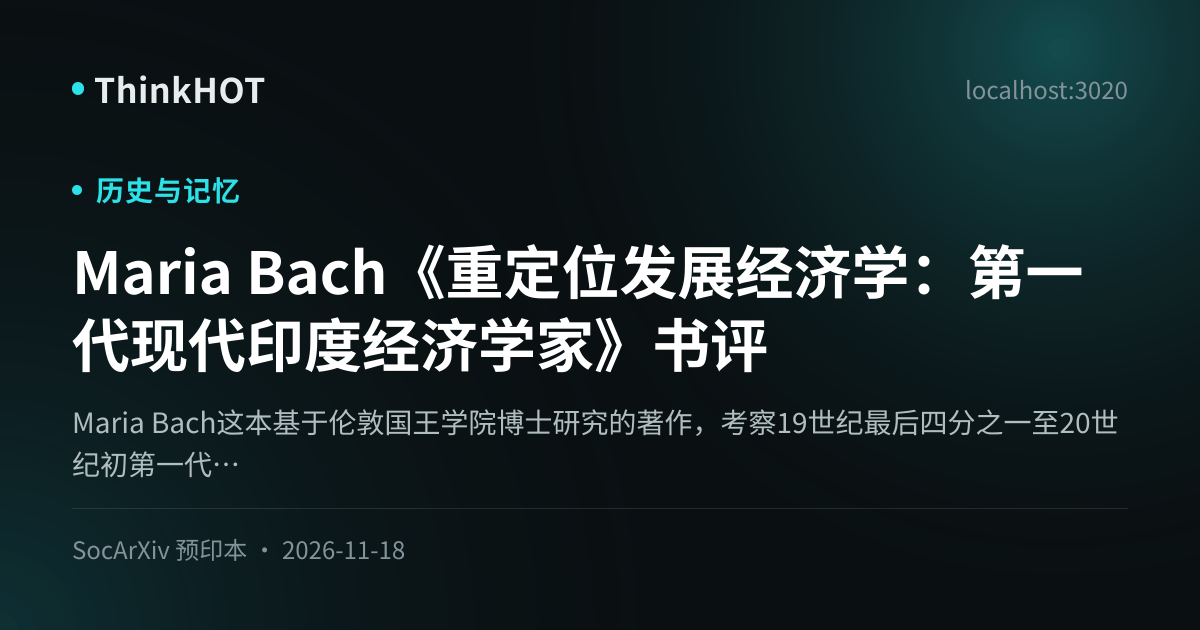 ThinkHOT
localhost:3020
历史与记忆
Maria Bach《重定位发展经济学：第一
代现代印度经济学家》书评
Maria Bach这本基于伦敦国王学院博士研究的著作，考察19世纪最后四分之一至20世
纪初第一代…
SocArXiv 预印本 · 2026-11-18